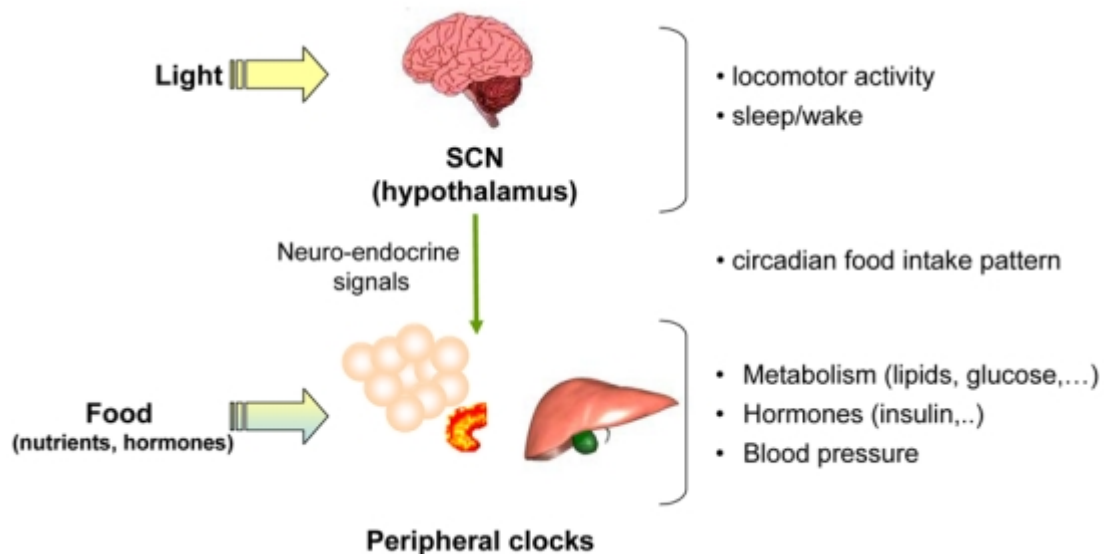 Light
SCN
(hypothalamus)
• locomotor activity
• sleep/wake
Neuro-endocrine
signals
• circadian food intake pattern
Food
(nutrients, hormones)
• Metabolism (lipids, glucose,...)
• Hormones (insulin,..)
• Blood pressure
Peripheral clocks